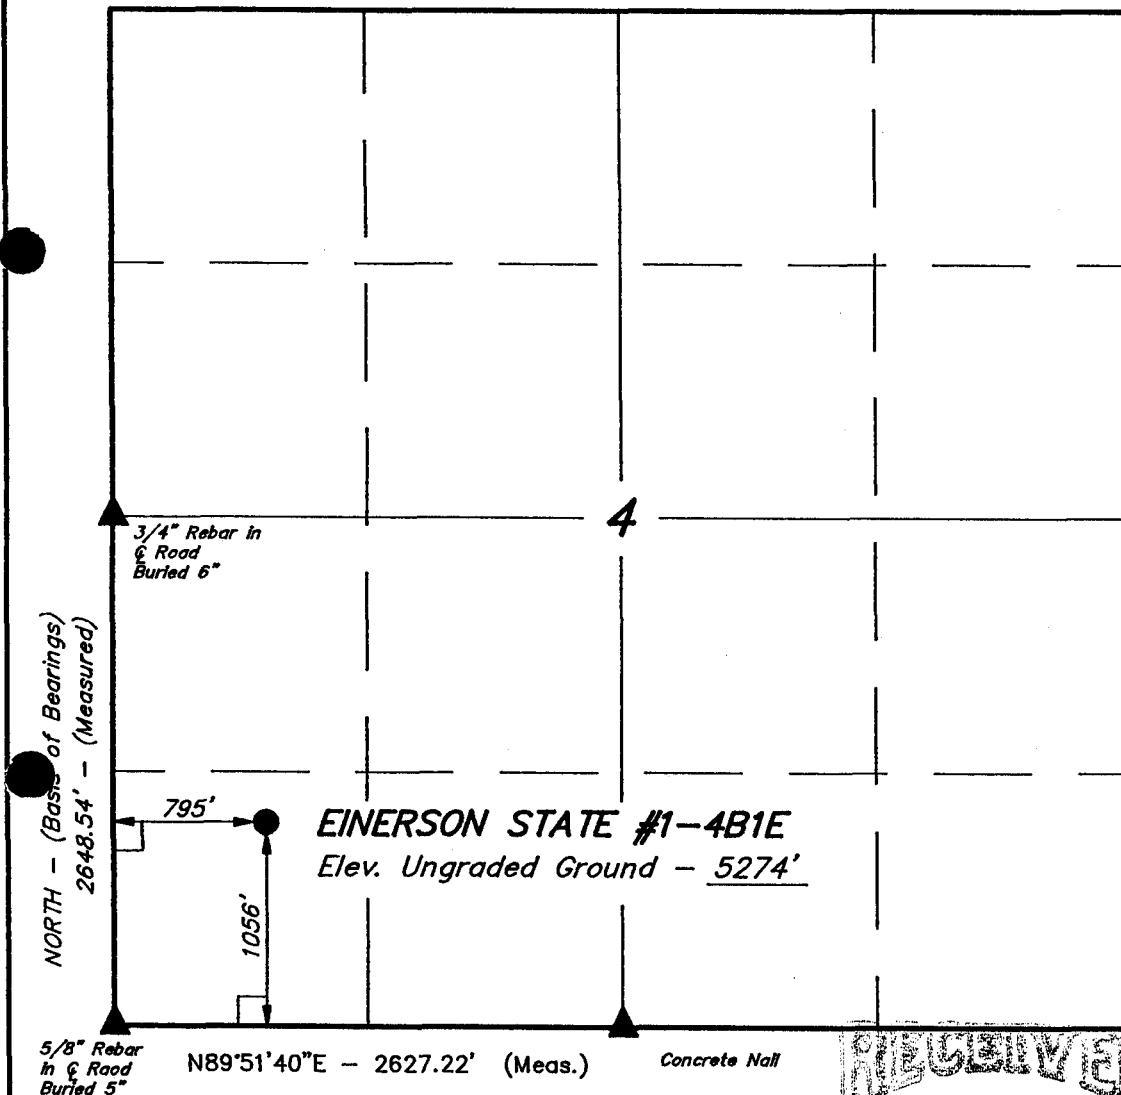 4
3/4" Rebar in
℄ Road
Buried 6"
NORTH - (Basis of Bearings)
2648.54' - (Measured)
795'
EINERSON STATE #1-4B1E
Elev. Ungraded Ground - 5274'
1056'
5/8" Rebar
In ℄ Raod
Buried 5"
N89°51'40"E - 2627.22' (Meas.)
Concrete Nail
RECEIVE